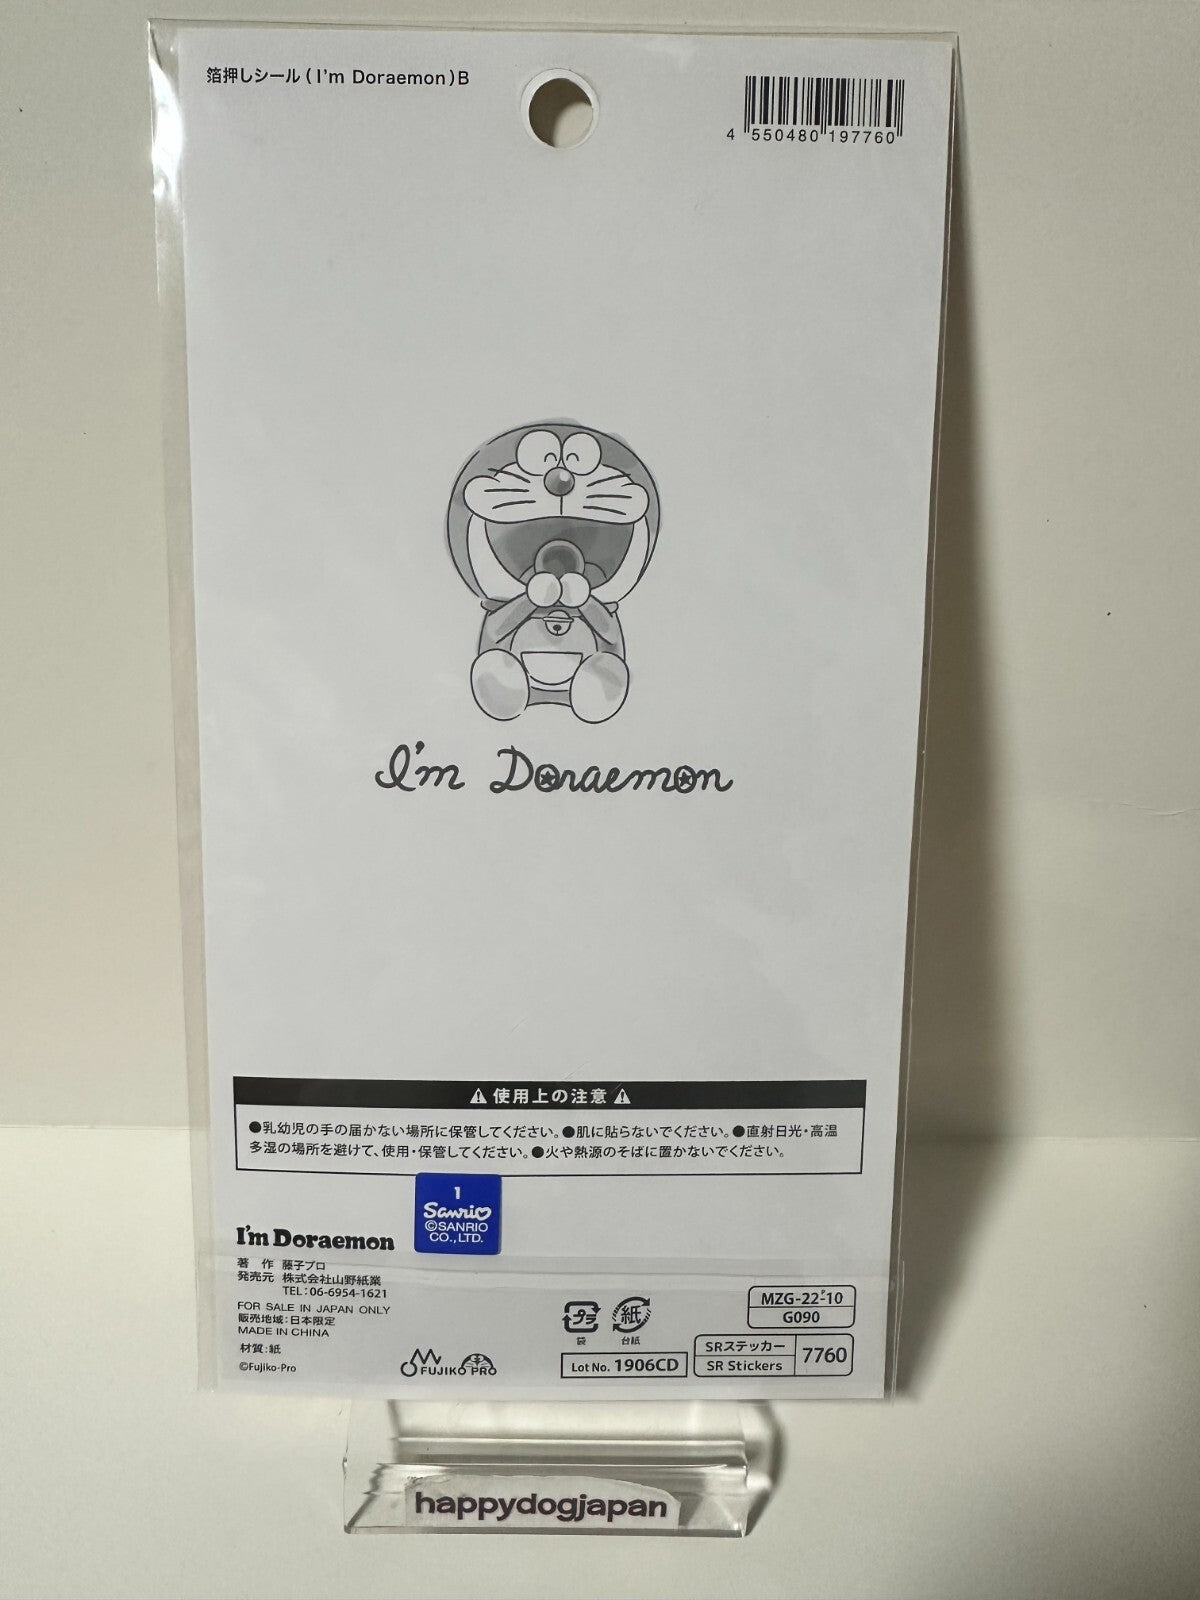 箔押しシール(I'm Doraemon)B
4 550480 197760
I'm Doraemon
使用上の注意
●乳幼児の手の届かない場所に保管してください。●肌に貼らないでください。●直射日光・高温
多湿の場所を避けて、使用・保管してください。●火や熱源のそばに置かないでください。
1
Sanrio
©SANRIO
CO.,LTD.
I'm Doraemon
著 作 藤子プロ
発売元 株式会社山野紙業
TEL:06-6954-1621
FOR SALE IN JAPAN ONLY
販売地域:日本限定
MADE IN CHINA
材質:紙
©Fujiko-Pro
FUJIKO PRO
プラ
袋
紙
台紙
Lot No. 1906CD
MZG-22-10
G090
SRステッカー
SR Stickers
7760
happydogjapan